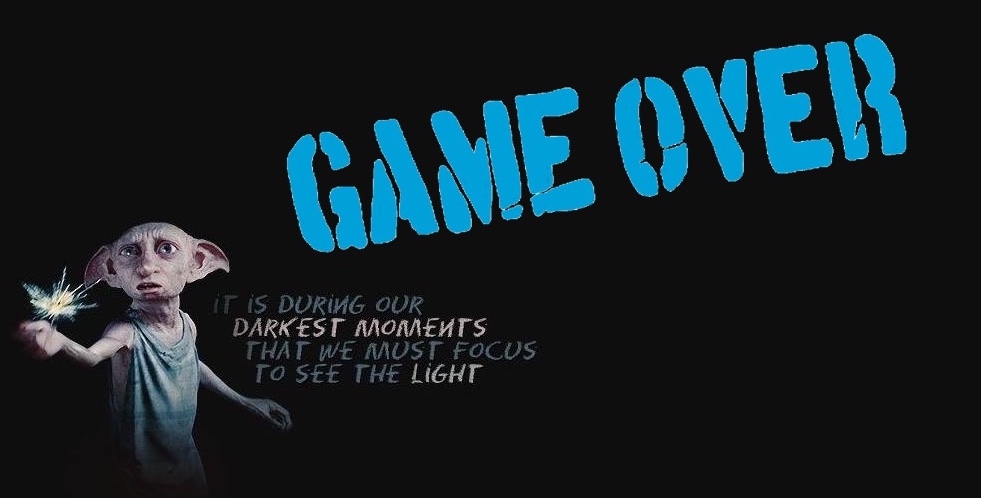 GAME OVER
iT iS DURING OUR
DARKEST MOMENTS
THAT WE MUST FOCUS
TO SEE THE LiGHT